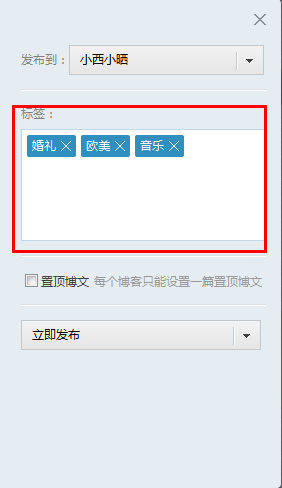 发布到： 小西小晒
标签：
婚礼 欧美 音乐
置顶博文 每个博客只能设置一篇置顶博文
立即发布